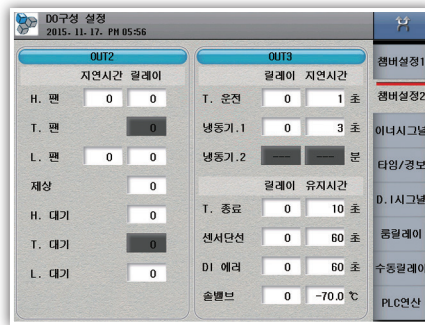 DO구성 설정
2015. 11. 17. PM 05:56
OUT2
지연시간 릴레이
H. 팬 0 0
T. 팬 0
L. 팬 0 0
제상 0
H. 대기 0
T. 대기 0
L. 대기 0
OUT3
릴레이 지연시간
T. 운전 0 1 초
냉동기.1 0 3 초
냉동기.2 --- --- 분
릴레이 유지시간
T. 종료 0 10 초
센서단선 0 60 초
DI 에러 0 60 초
솔밸브 0 -70.0 ℃
챔버설정1
챔버설정2
이너시그널
타임/경보
D.I시그널
룸릴레이
수동릴레이
PLC연산